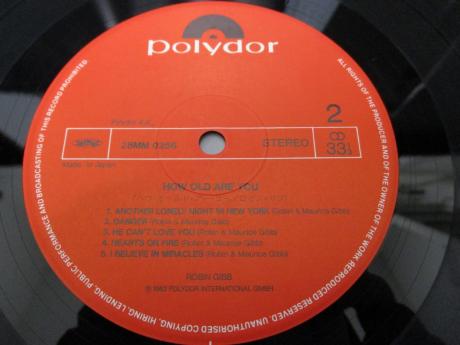 polydor
ALL RIGHTS OF THE PRODUCER AND OF THE OWNER OF THE WORK REPRODUCED. UNAUTHORISED COPYING, HIRING, LENDING, PUBLIC PERFORMANCE AND BROADCASTING OF THIS RECORD PROHIBITED.
Polydor K.K.
2
28MM 0256
STEREO
33⅓
Made in Japan
HOW OLD ARE YOU
1. ANOTHER LONELY NIGHT IN NEW YORK (Robin & Maurice Gibb)
2. DANGER (Robin & Maurice Gibb)
3. HE CAN'T LOVE YOU (Robin & Maurice Gibb)
4. HEARTS ON FIRE (Robin & Maurice Gibb)
5. I BELIEVE IN MIRACLES (Robin & Maurice Gibb)
ROBIN GIBB
℗ 1983 POLYDOR INTERNATIONAL GMBH